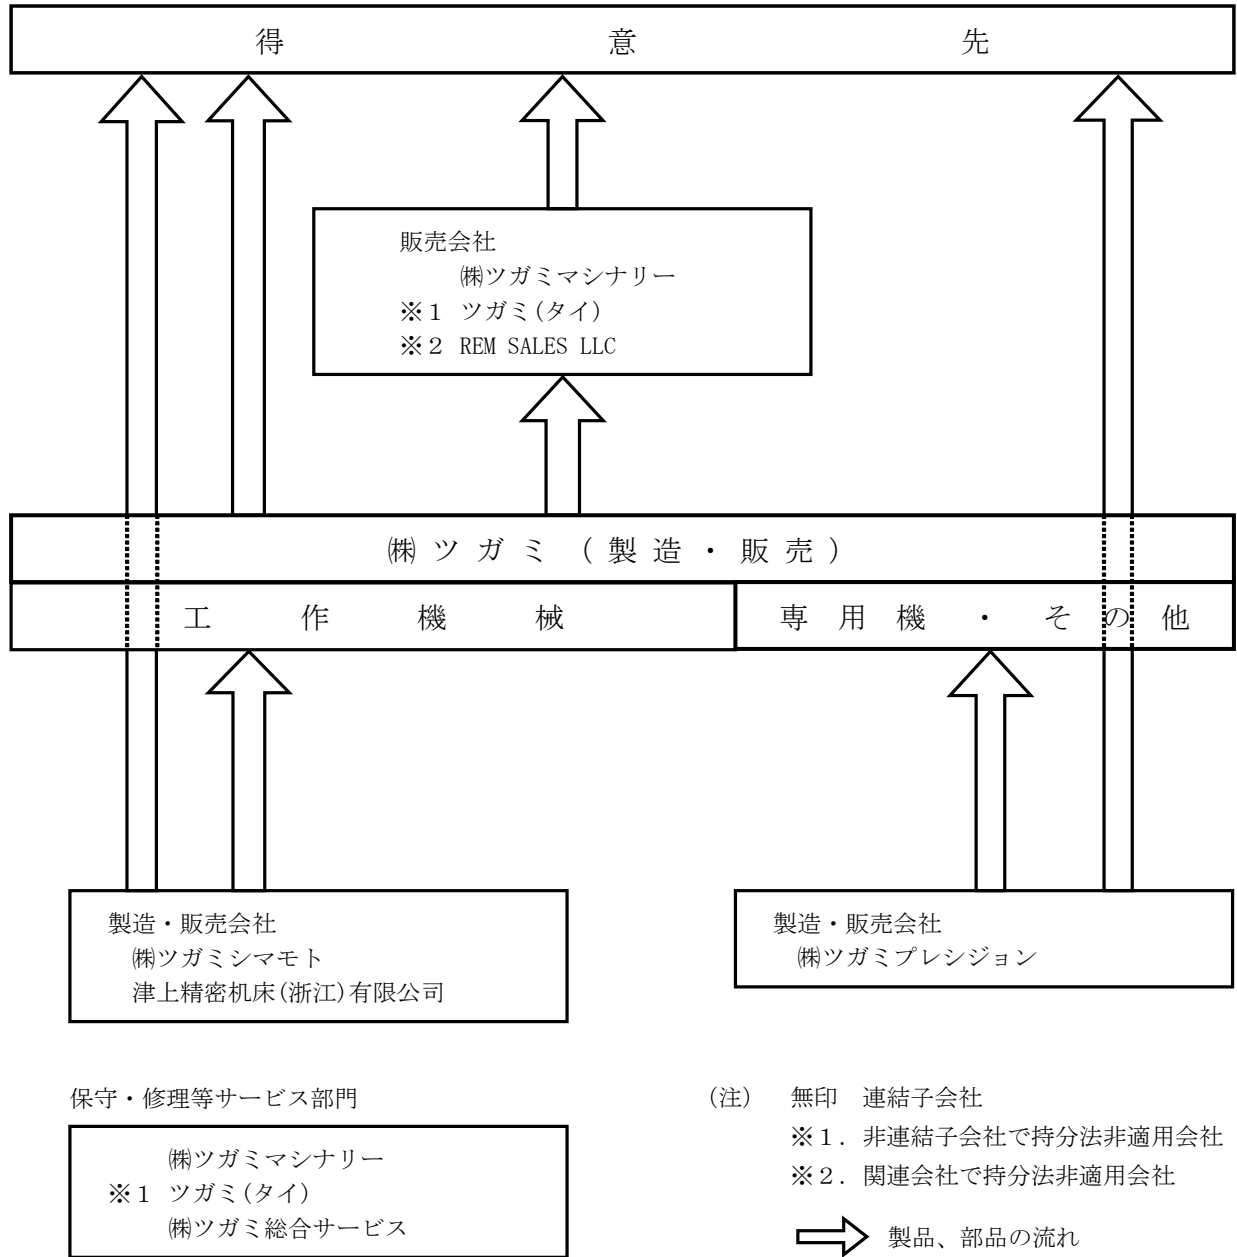 得意先
販売会社
㈱ツガミマシナリー
※１ ツガミ(タイ)
※２ REM SALES LLC
㈱ツガミ（製造・販売）
工作機械
専用機・その他
製造・販売会社
㈱ツガミシマモト
津上精密机床(浙江)有限公司
製造・販売会社
㈱ツガミプレシジョン
保守・修理等サービス部門
㈱ツガミマシナリー
※１ ツガミ(タイ)
㈱ツガミ総合サービス
(注) 無印 連結子会社
※１．非連結子会社で持分法非適用会社
※２．関連会社で持分法非適用会社
製品、部品の流れ